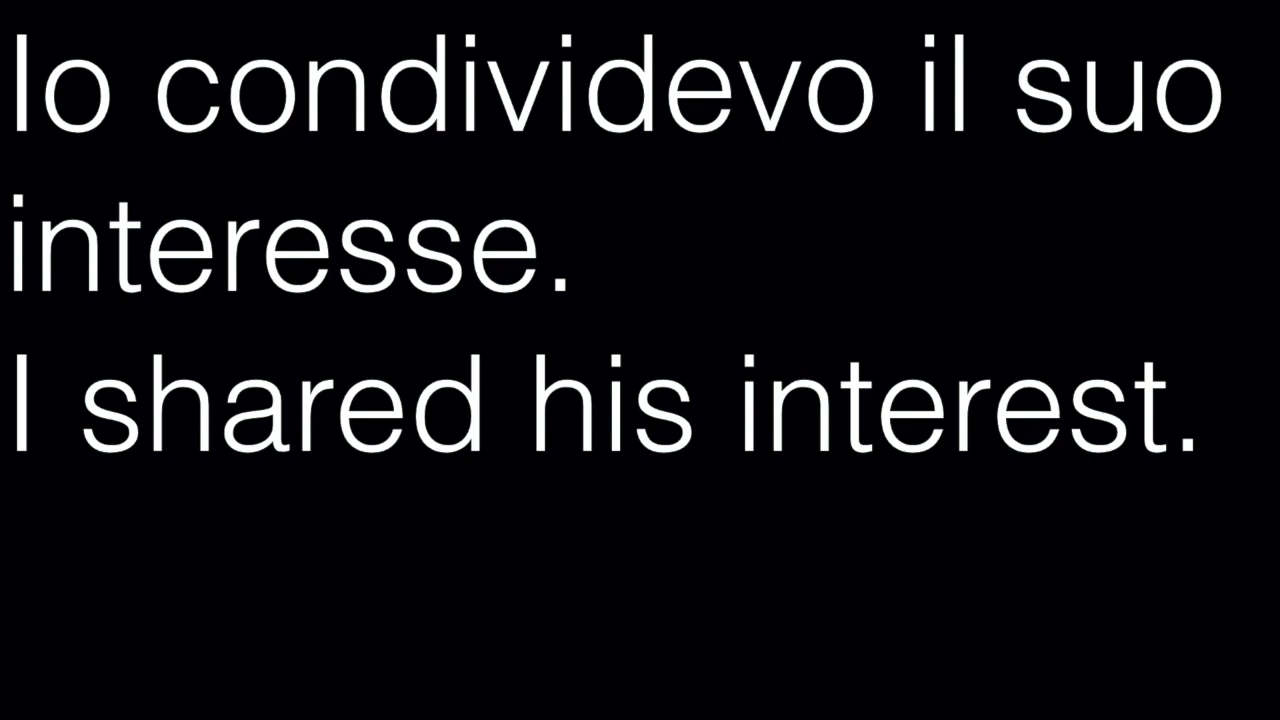 Io condividevo il suo
interesse.
I shared his interest.